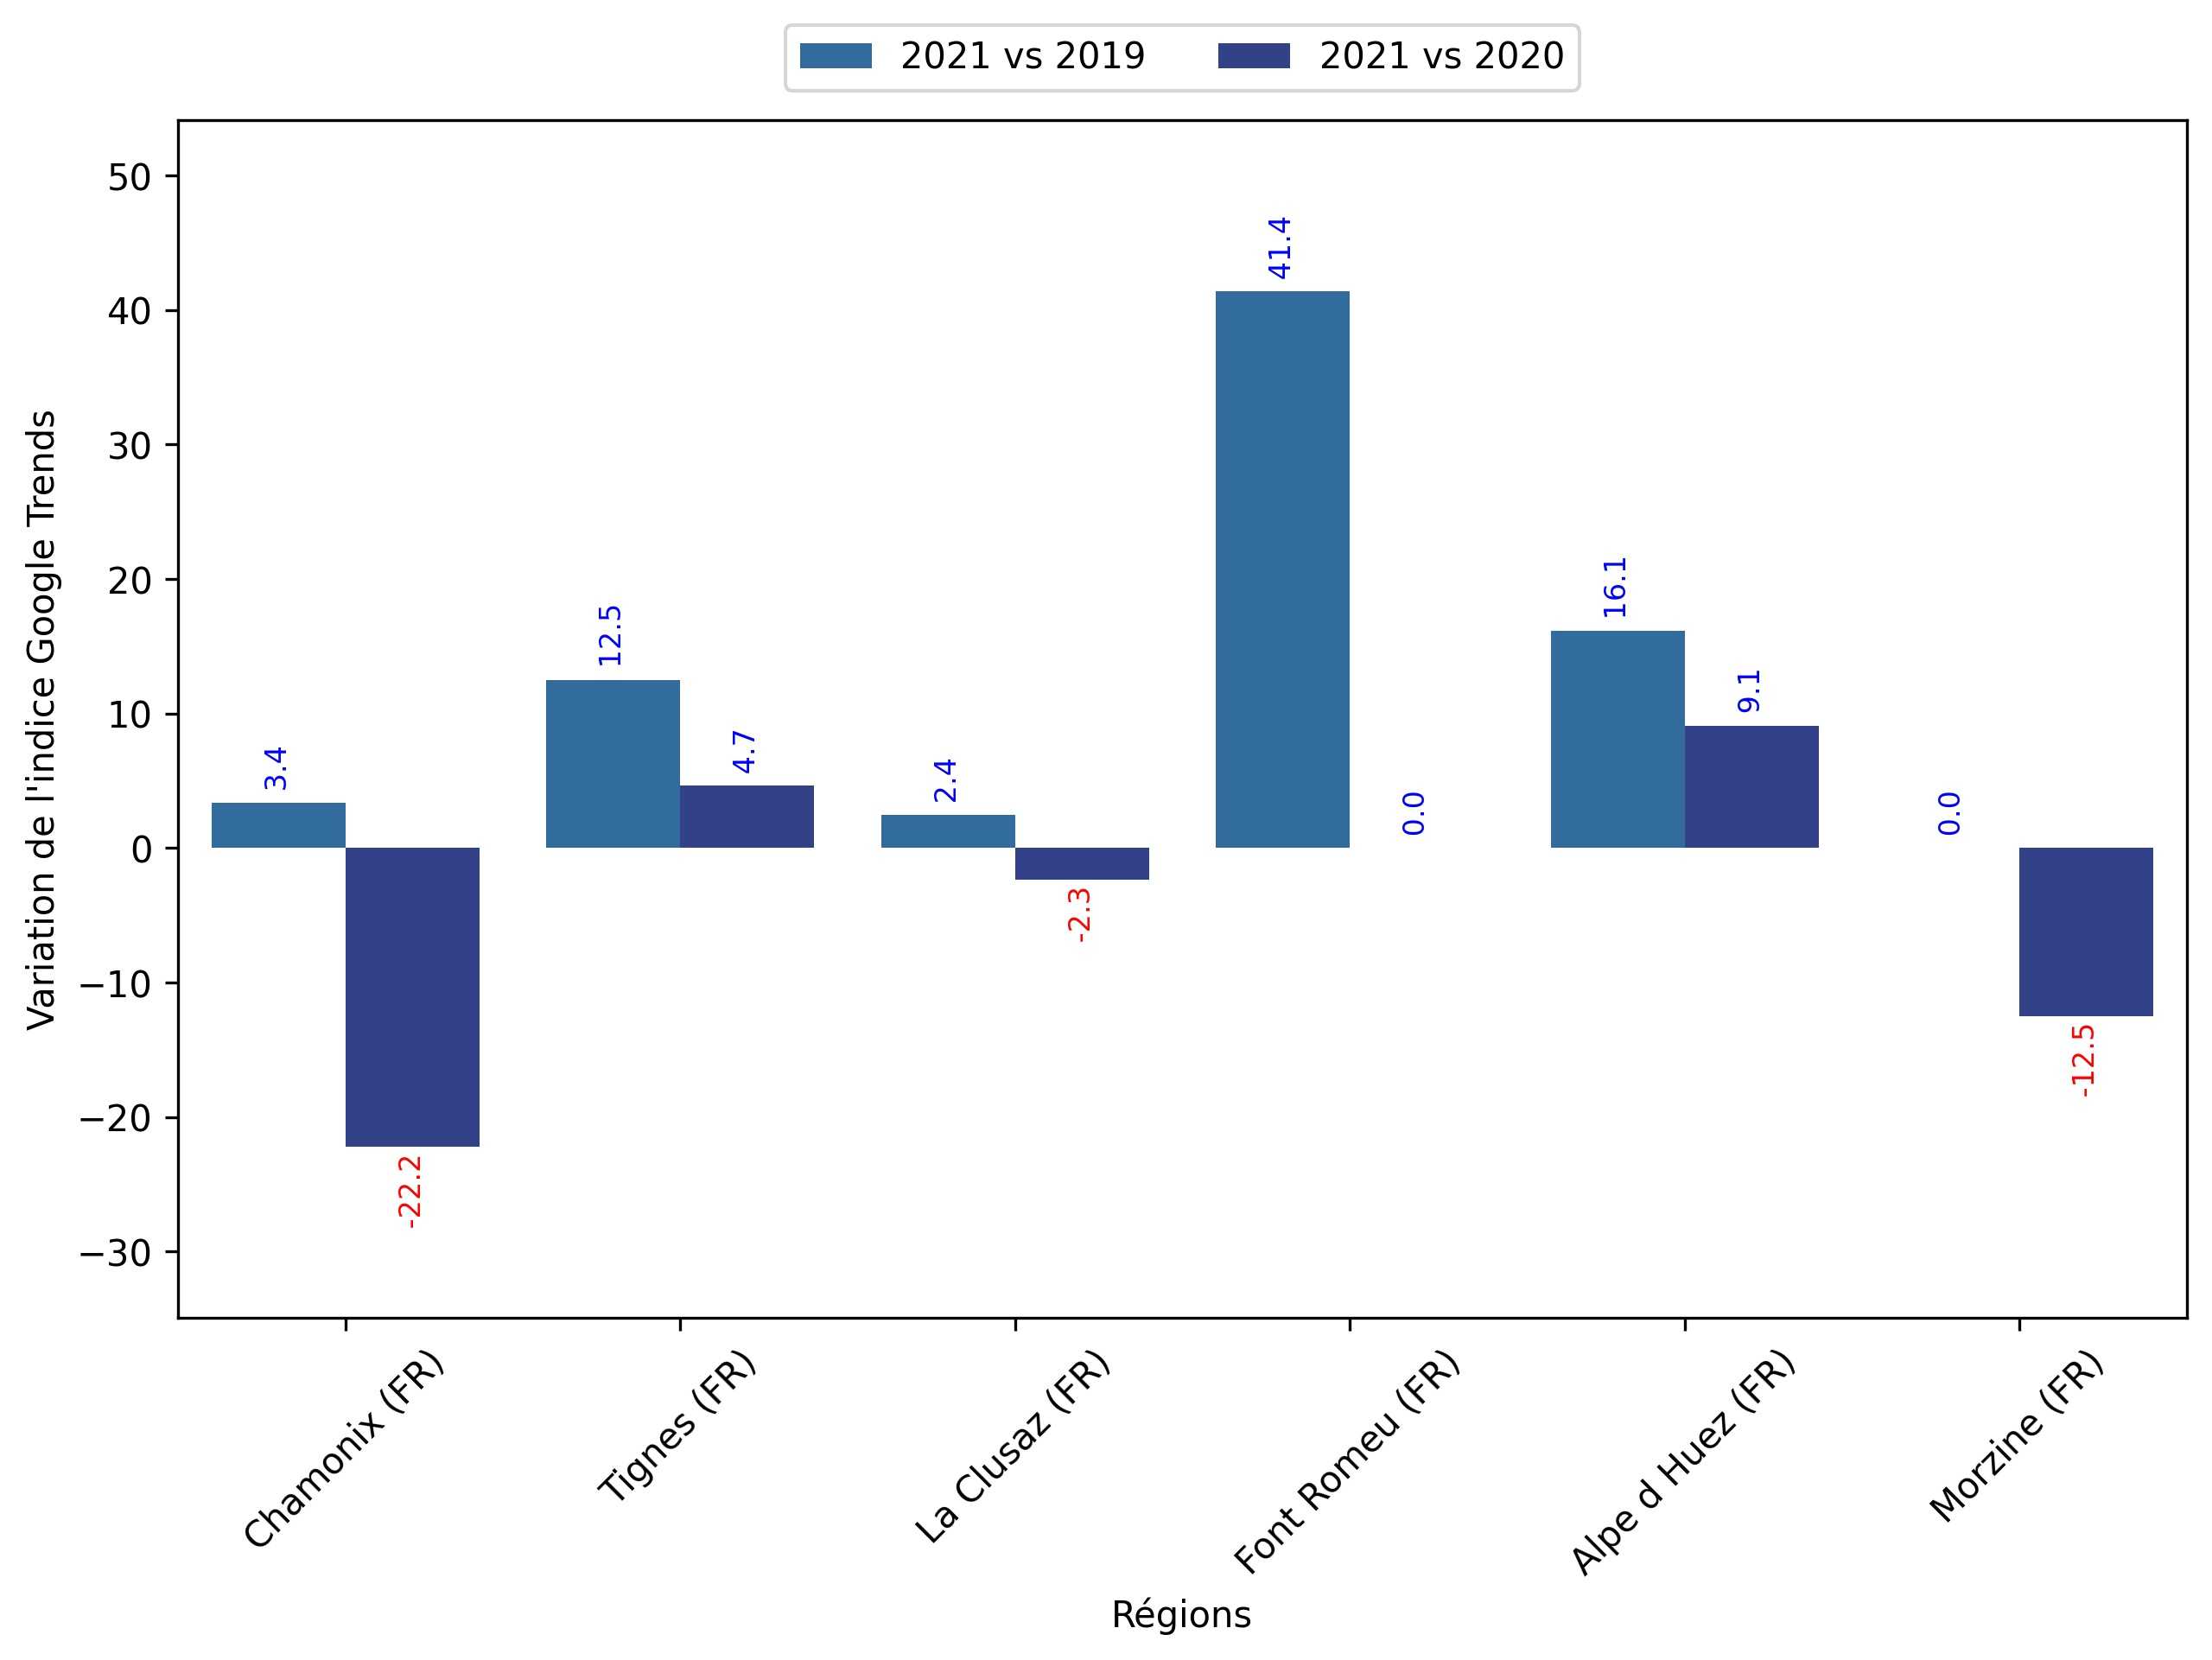 2021 vs 2019 2021 vs 2020
Variation de l'indice Google Trends
50
40
30
20
10
0
−10
−20
−30
3.4
-22.2
12.5
4.7
2.4
-2.3
41.4
0.0
16.1
9.1
0.0
-12.5
Chamonix (FR)
Tignes (FR)
La Clusaz (FR)
Font Romeu (FR)
Alpe d Huez (FR)
Morzine (FR)
Régions